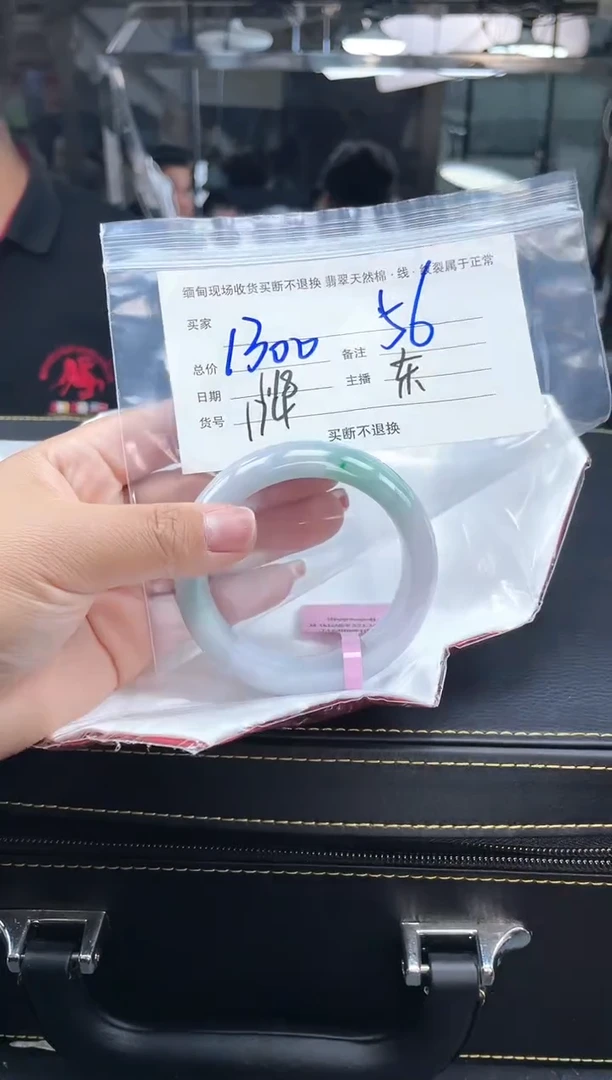 缅甸现场收货买断不退换 翡翠天然棉·线·纹裂属于正常
买家
总价 1300 备注 56
日期 主播 东
货号
买断不退换